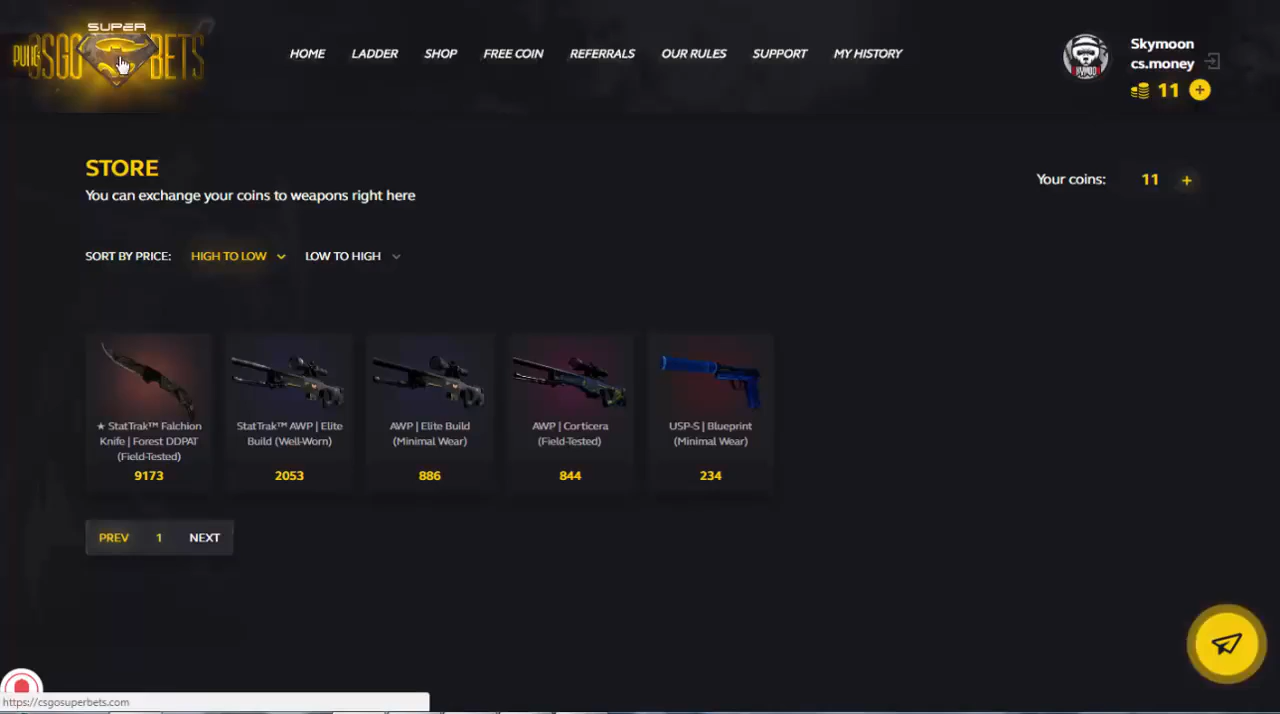 SUPER
CSGO BETS
HOME
LADDER
SHOP
FREE COIN
REFERRALS
OUR RULES
SUPPORT
MY HISTORY
Skymoon
cs.money
11
STORE
You can exchange your coins to weapons right here
Your coins: 11 +
SORT BY PRICE: HIGH TO LOW LOW TO HIGH
★ StatTrak™ Falchion
Knife | Forest DDPAT
(Field-Tested)
9173
StatTrak™ AWP | Elite
Build (Well-Worn)
2053
AWP | Elite Build
(Minimal Wear)
886
AWP | Corticera
(Field-Tested)
844
USP-S | Blueprint
(Minimal Wear)
234
PREV 1 NEXT
https://csgosuperbets.com